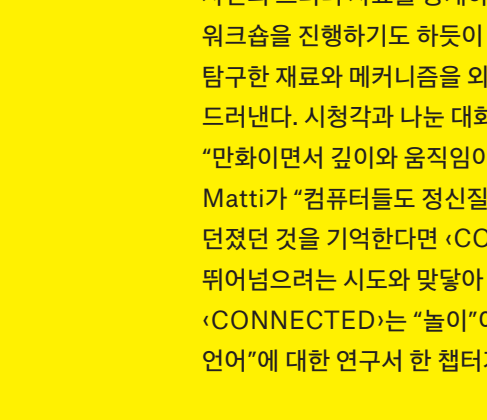 워크숍을 진행하기도 하듯이
탐구한 재료와 메커니즘을 외
드러낸다. 시청각과 나눈 대화
“만화이면서 깊이와 움직임이
Matti가 “컴퓨터들도 정신질
던졌던 것을 기억한다면 ‹CO
뛰어넘으려는 시도와 맞닿아
‹CONNECTED›는 “놀이”
언어”에 대한 연구서 한 챕터